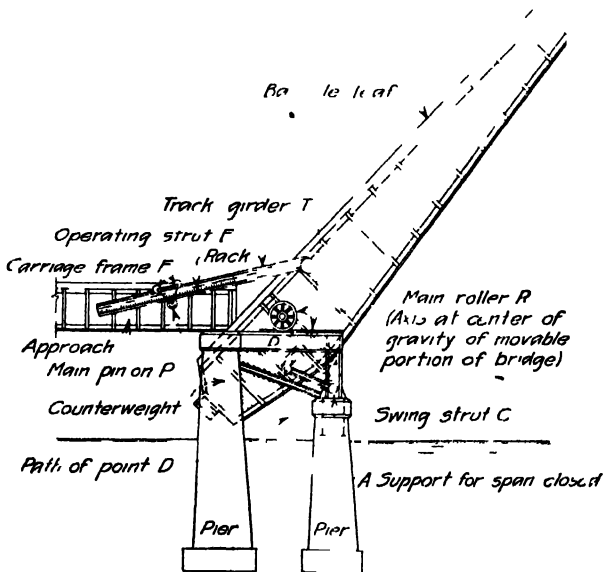 Track girder T
Operating strut F
Rack
Carriage frame F
Main roller R
(Axis at center of
gravity of movable
portion of bridge)
Approach
Main pin on P
Counterweight
Swing strut C
Path of point D
A Support for span closed
Pier
Pier